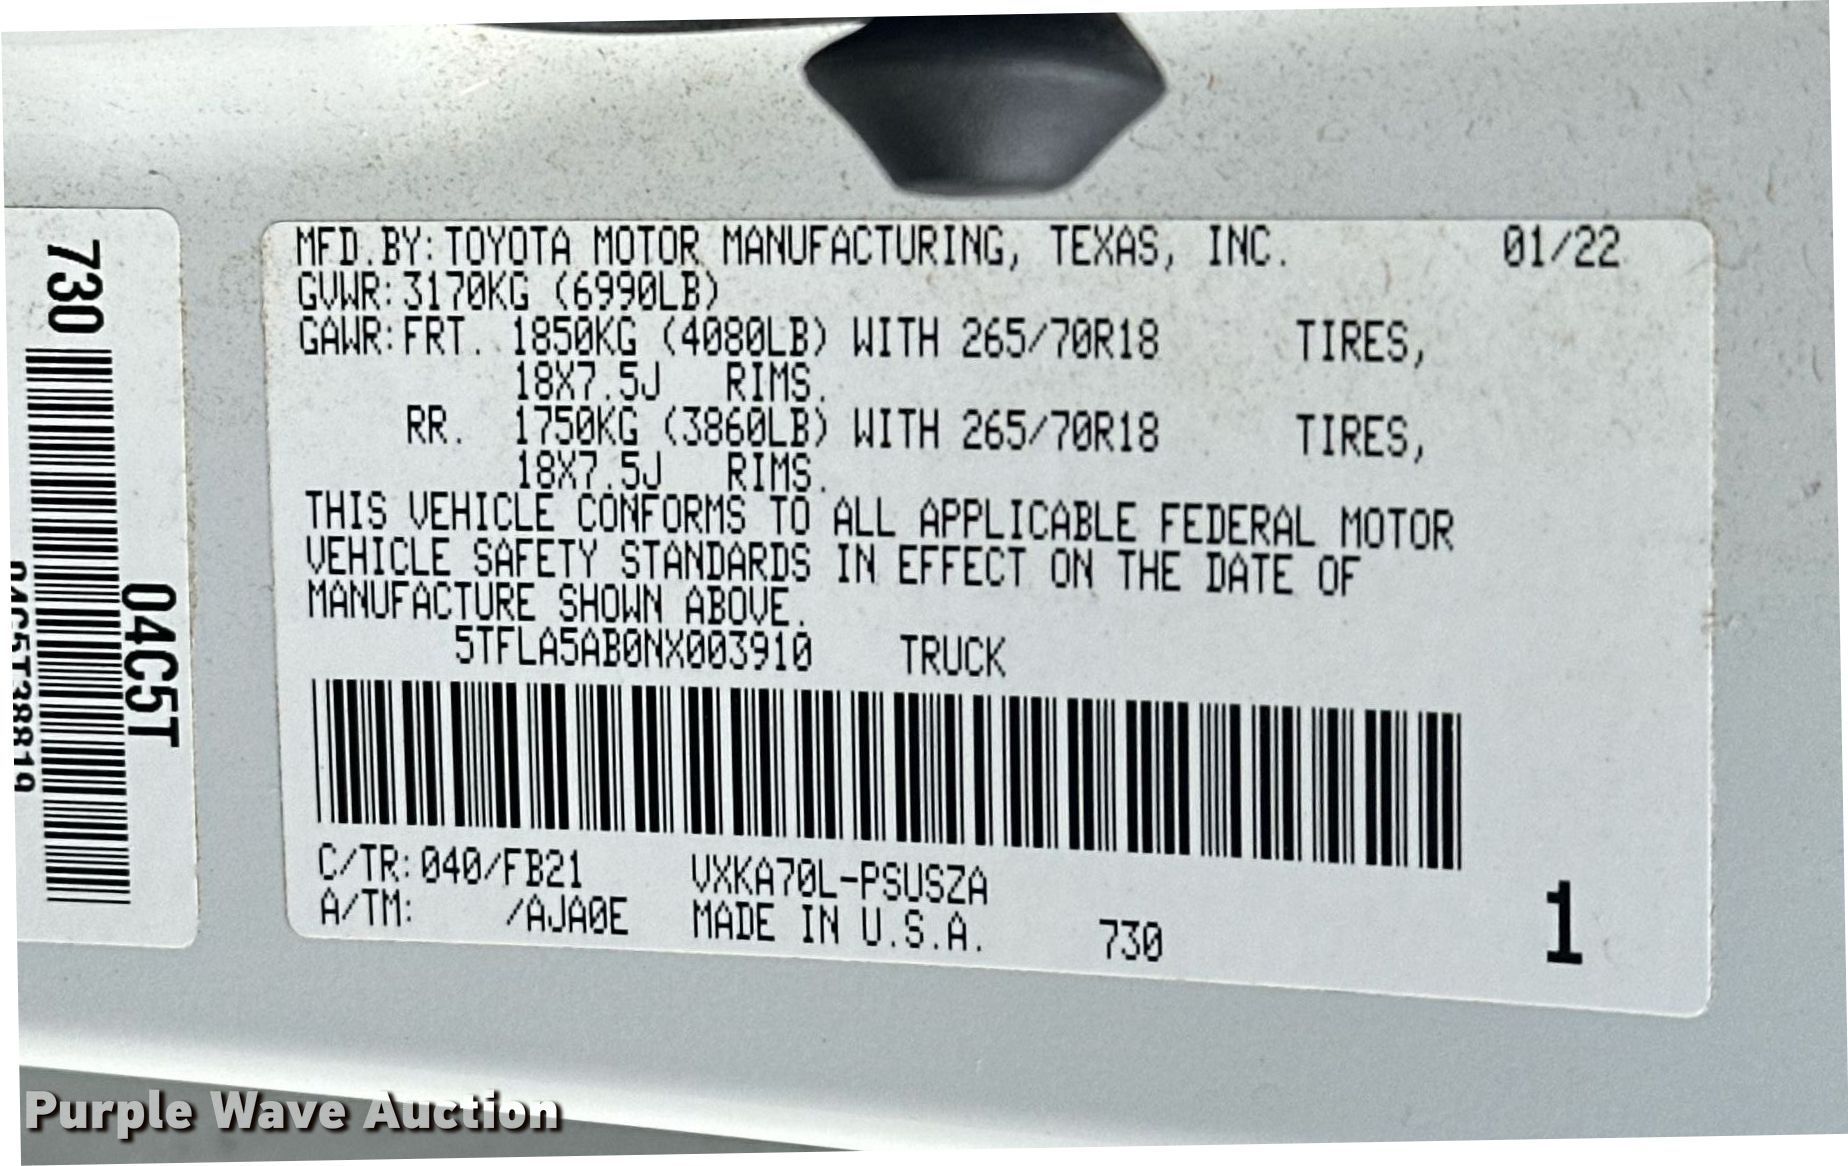 MFD.BY:TOYOTA MOTOR MANUFACTURING, TEXAS, INC. 01/22
GVWR:3170KG (6990LB)
GAWR:FRT. 1850KG (4080LB) WITH 265/70R18 TIRES,
18X7.5J RIMS.
RR. 1750KG (3860LB) WITH 265/70R18 TIRES,
18X7.5J RIMS.
THIS VEHICLE CONFORMS TO ALL APPLICABLE FEDERAL MOTOR
VEHICLE SAFETY STANDARDS IN EFFECT ON THE DATE OF
MANUFACTURE SHOWN ABOVE.
5TFLA5AB0NX003910 TRUCK
C/TR:040/FB21 VXKA70L-PSUSZA
A/TM: /AJA0E MADE IN U.S.A. 730
1
730
04C5T
04C5T38819
Purple Wave Auction